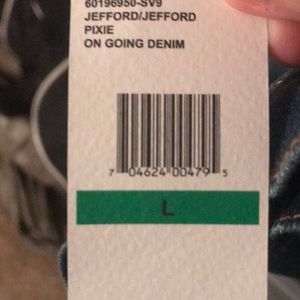 60196950-SV9
JEFFORD/JEFFORD
PIXIE
ON GOING DENIM
7 04624 00479 5
L